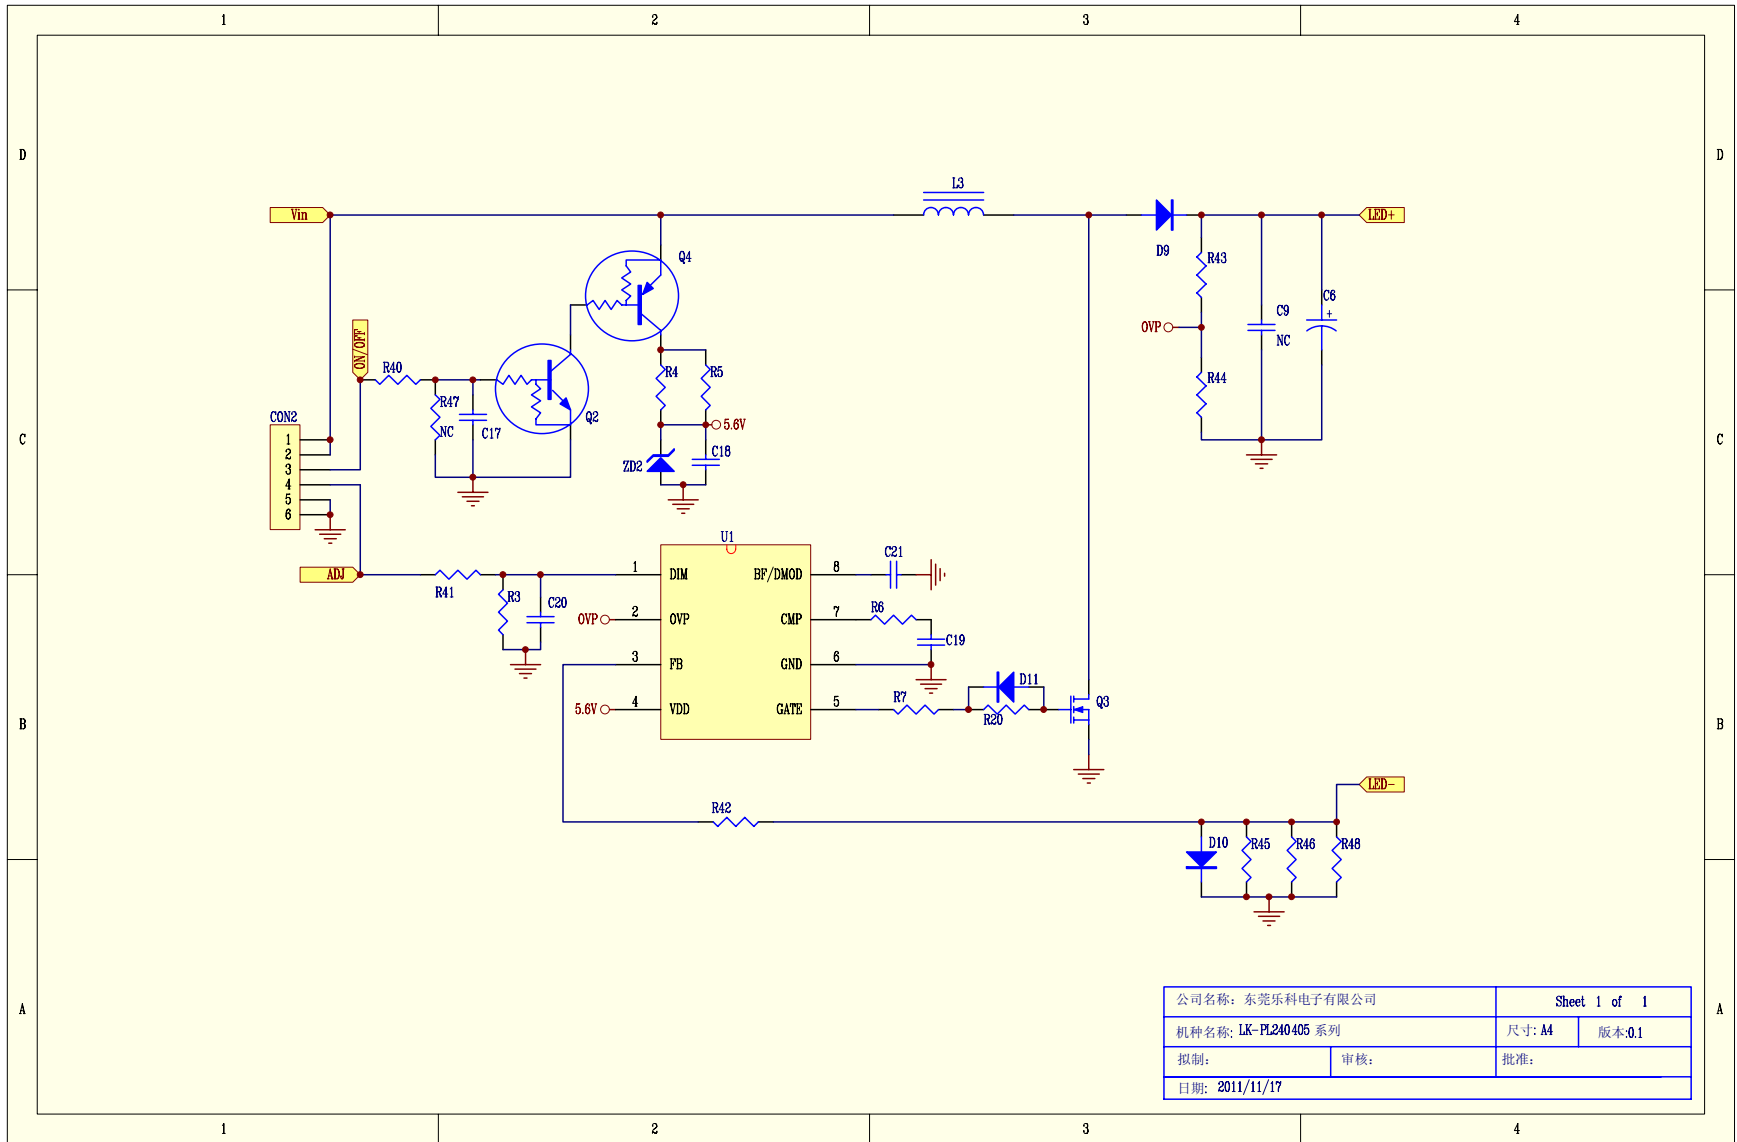 1 2 3 4
D D
L3
Vin
LED+
Q4
D9
R43
C6
+
C9
OVP
NC
ON/OFF
R40
R4 R5
R44
R47
Q2
CON2
NC C17
5.6V
C C
1
2
3
4
5
6
C18
ZD2
U1
C21
ADJ
1 DIM BF/DMOD 8
R41
R3 C20
R6
OVP 2 OVP CMP 7
C19
3 FB GND 6
D11
R7
Q3
5.6V 4 VDD GATE 5
R20
B B
LED-
R42
D10 R45 R46 R48
公司名称: 东莞乐科电子有限公司 Sheet 1 of 1
A A
机种名称: LK-PL240405 系列 尺寸: A4 版本:0.1
拟制: 审核: 批准:
日期: 2011/11/17
1 2 3 4